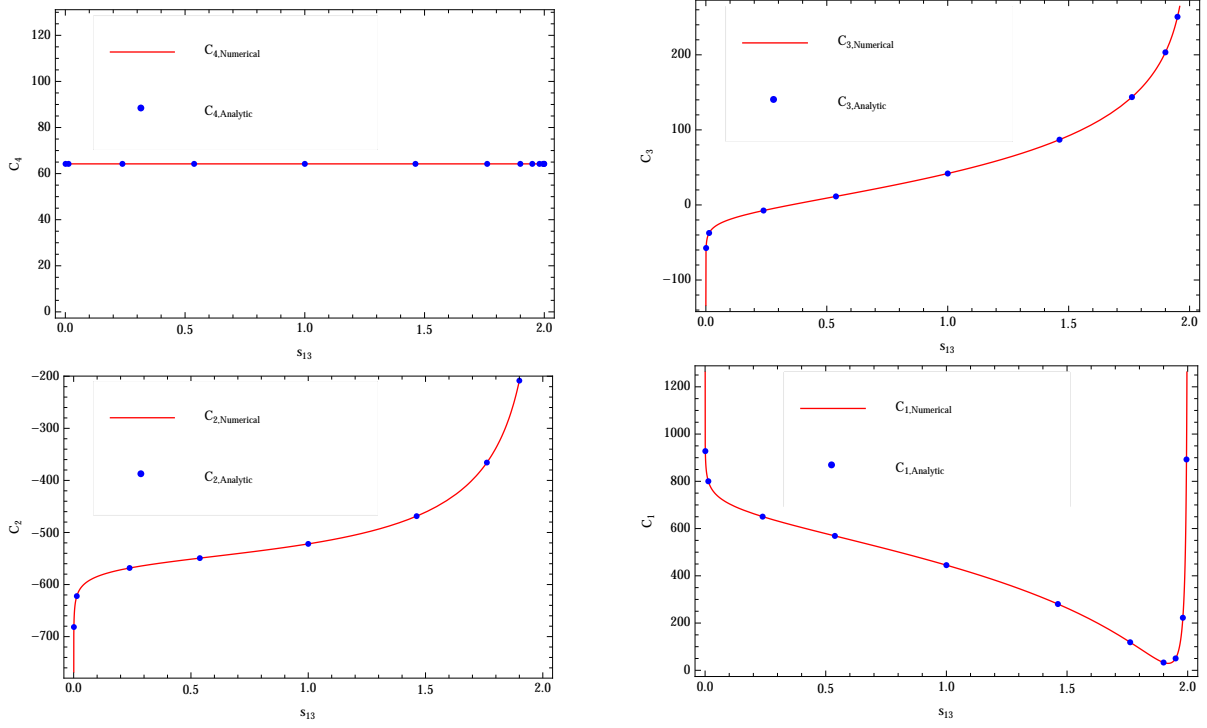 C4,Numerical
C4,Analytic
C4
120
100
80
60
40
20
0
0.0 0.5 1.0 1.5 2.0
s13
C3,Numerical
C3,Analytic
C3
200
100
0
−100
0.0 0.5 1.0 1.5 2.0
s13
C2,Numerical
C2,Analytic
C2
−200
−300
−400
−500
−600
−700
0.0 0.5 1.0 1.5 2.0
s13
C1,Numerical
C1,Analytic
C1
1200
1000
800
600
400
200
0
0.0 0.5 1.0 1.5 2.0
s13